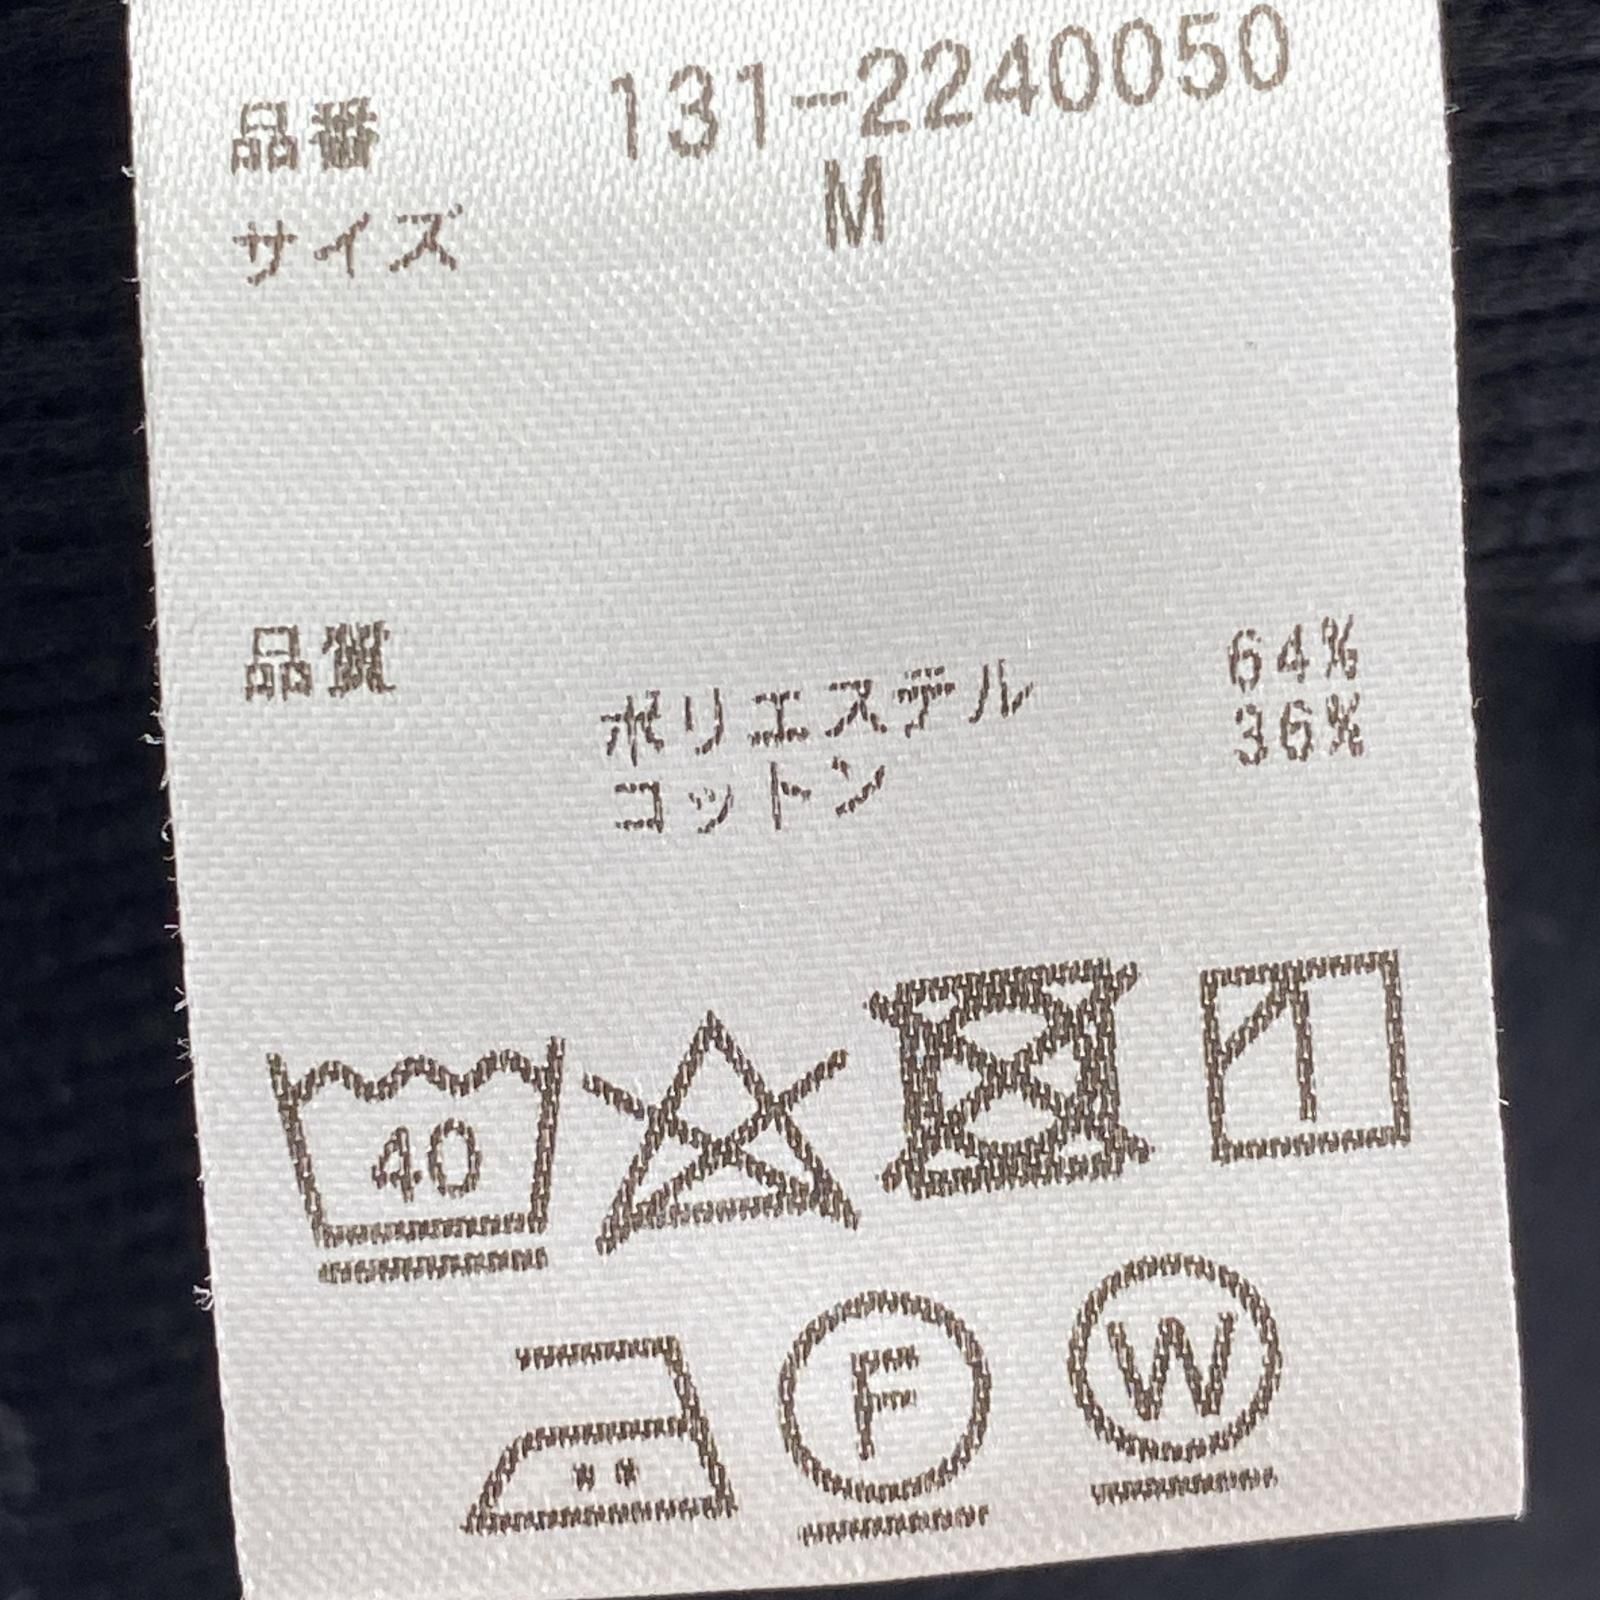 品番 131-2240050
サイズ M
品質
ポリエステル 64%
コットン 36%
40
F
W